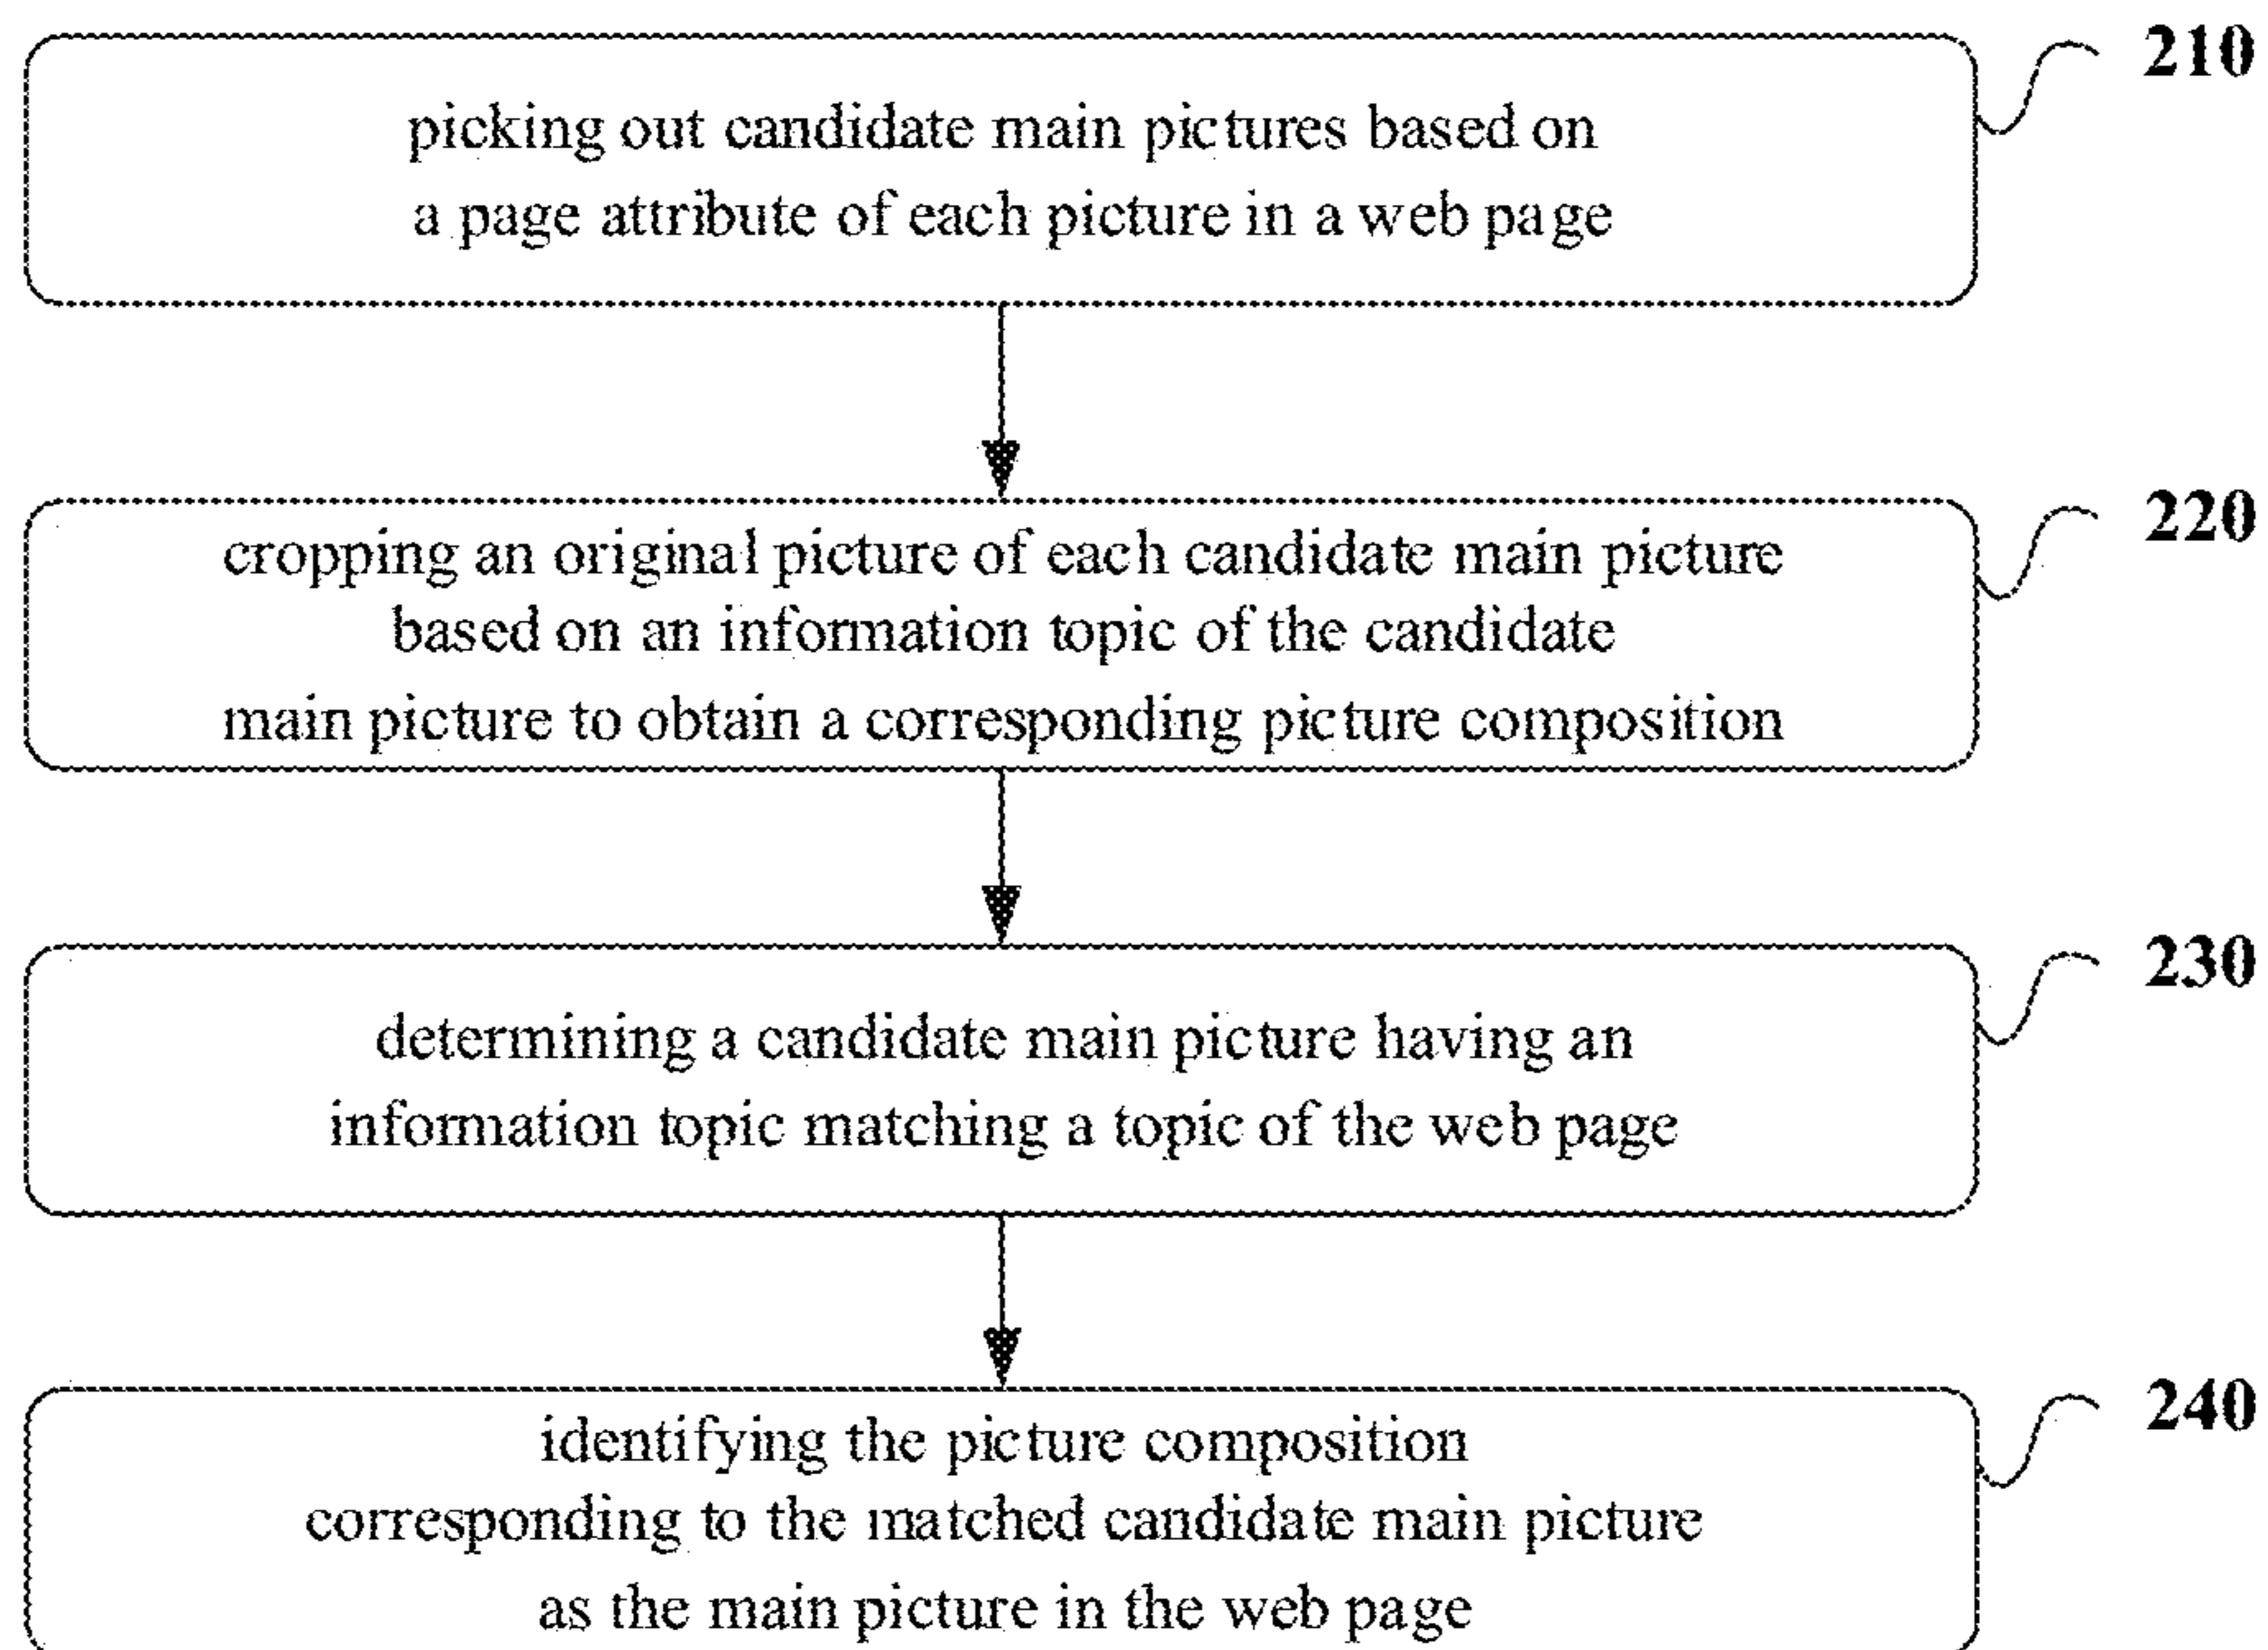 210
picking out candidate main pictures based on
a page attribute of each picture in a web page
220
cropping an original picture of each candidate main picture
based on an information topic of the candidate
main picture to obtain a corresponding picture composition
230
determining a candidate main picture having an
information topic matching a topic of the web page
240
identifying the picture composition
corresponding to the matched candidate main picture
as the main picture in the web page